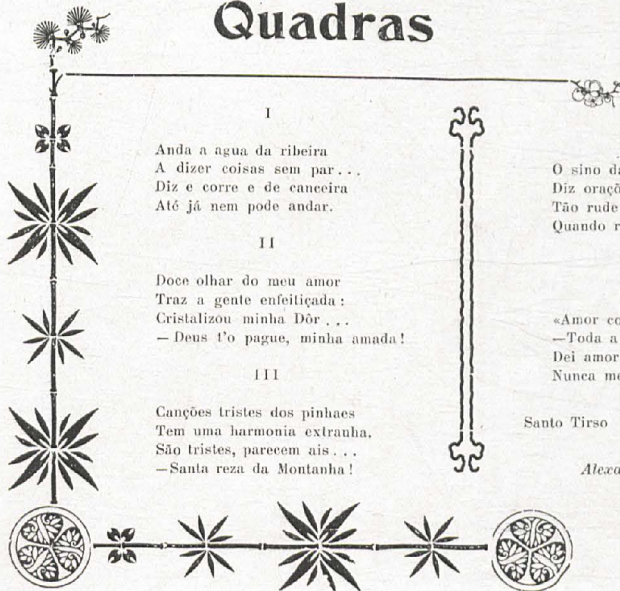 Quadras
I
Anda a agua da ribeira
A dizer coisas sem par...
Diz e corre e de canceira
Até já nem pode andar.
II
Doce olhar do meu amor
Traz a gente enfeitiçada:
Cristalizou minha Dôr...
— Deus t'o pague, minha amada!
III
Canções tristes dos pinhaes
Tem uma harmonia extranha,
São tristes, parecem ais...
—Santa reza da Montanha!
O sino
Diz
Tão rude
Quando
«Amor
—Toda a
Dei amor
Nunca
Santo Tirso